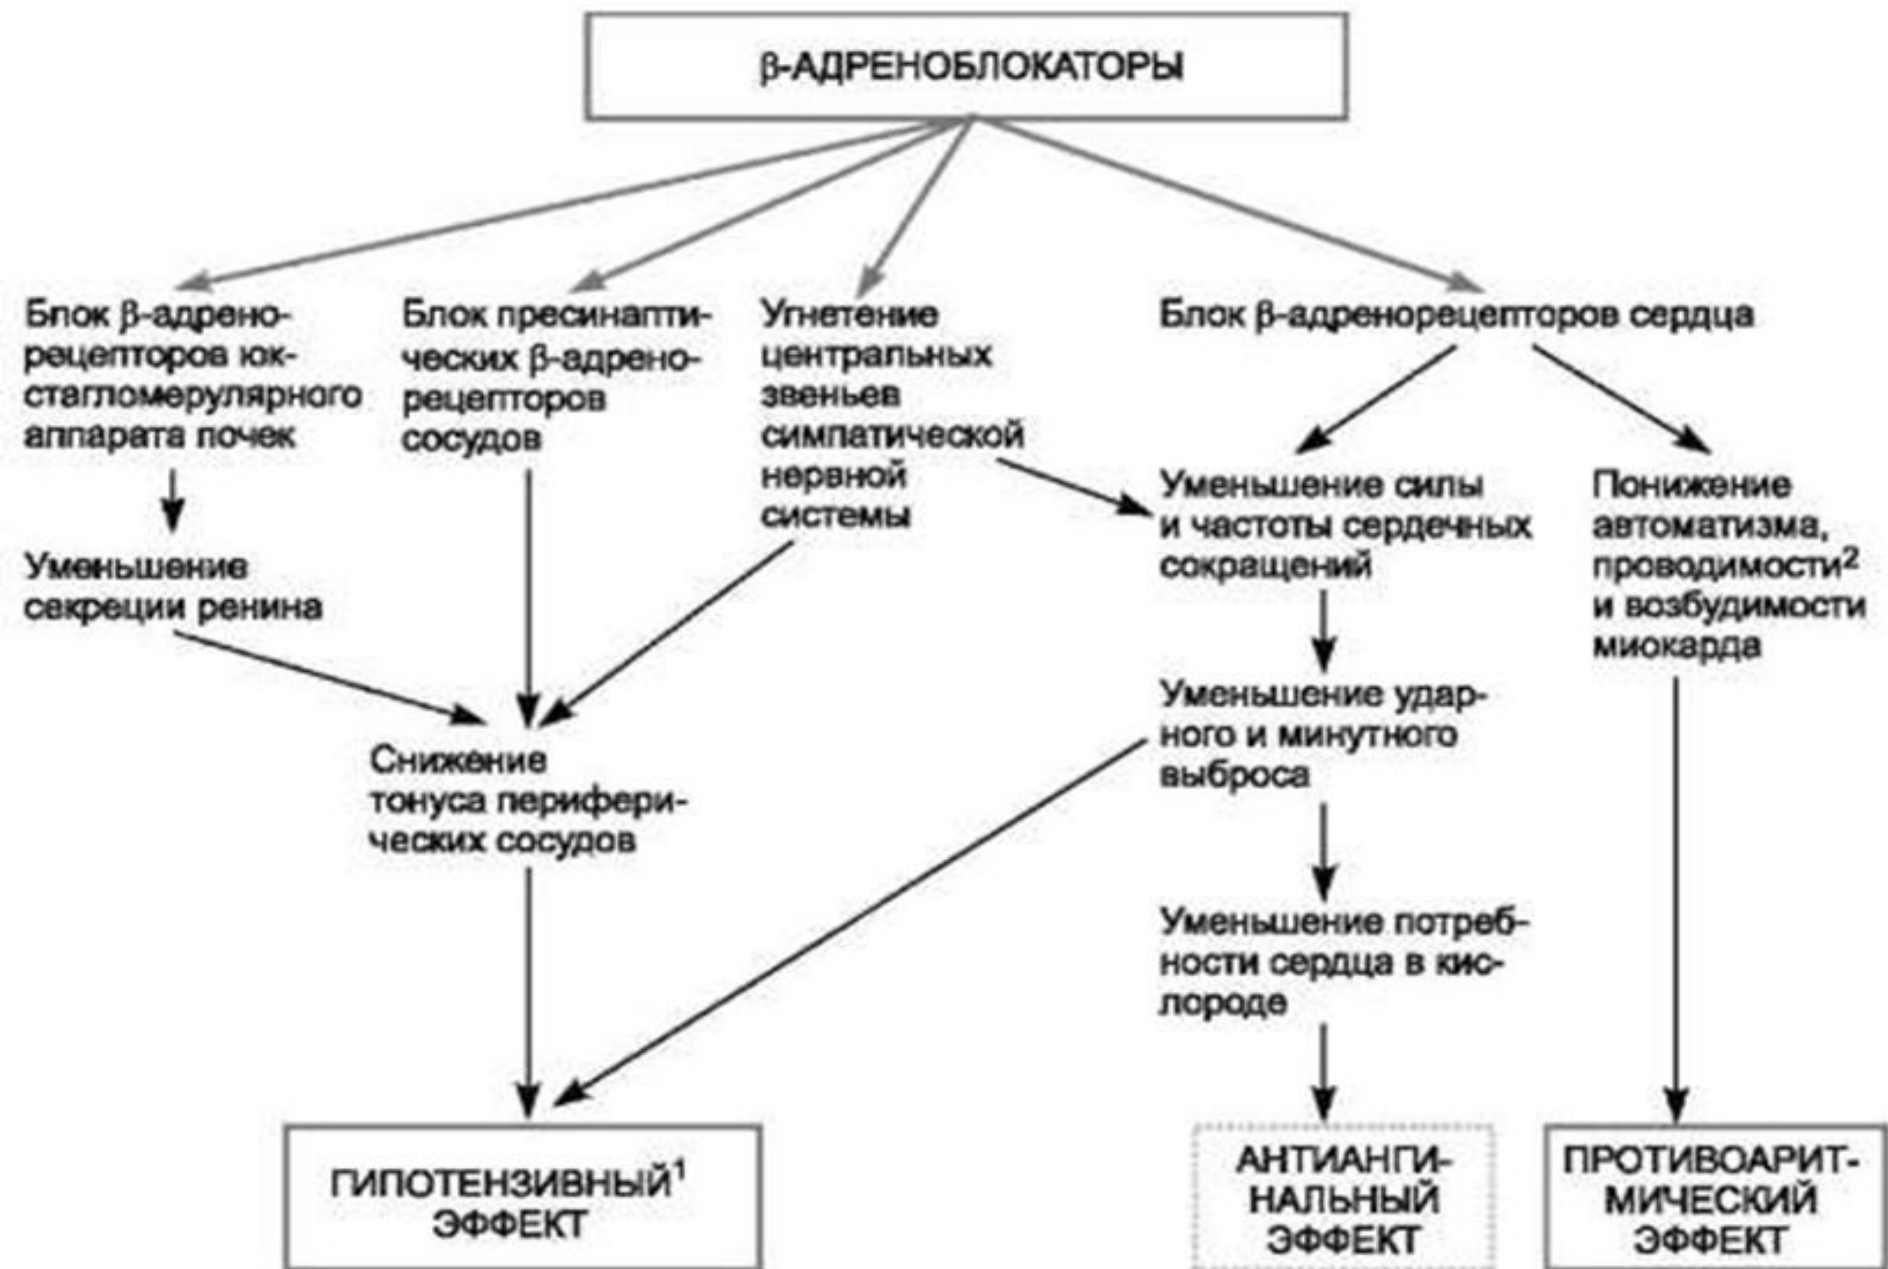 β-АДРЕНОБЛОКАТОРЫ
Блок β-адрено-
рецепторов юк-
стагломерулярного
аппарата почек
Блок пресинапти-
ческих β-адрено-
рецепторов
сосудов
Угнетение
центральных
звеньев
симпатической
нервной
системы
Блок β-адренорецепторов сердца
Уменьшение
секреции ренина
Уменьшение силы
и частоты сердечных
сокращений
Понижение
автоматизма,
проводимости²
и возбудимости
миокарда
Снижение
тонуса перифери-
ческих сосудов
Уменьшение удар-
ного и минутного
выброса
Уменьшение потреб-
ности сердца в кис-
лороде
ГИПОТЕНЗИВНЫЙ¹
ЭФФЕКТ
АНТИАНГИ-
НАЛЬНЫЙ
ЭФФЕКТ
ПРОТИВОАРИТ-
МИЧЕСКИЙ
ЭФФЕКТ